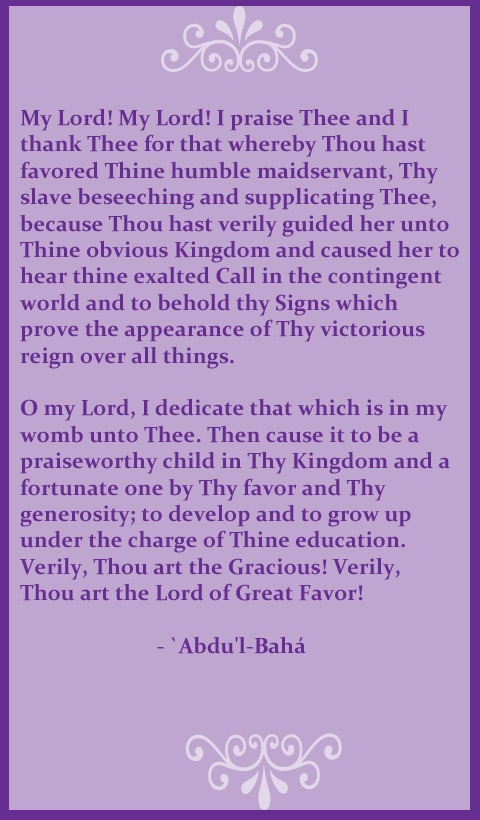 My Lord! My Lord! I praise Thee and I
thank Thee for that whereby Thou hast
favored Thine humble maidservant, Thy
slave beseeching and supplicating Thee,
because Thou hast verily guided her unto
Thine obvious Kingdom and caused her to
hear thine exalted Call in the contingent
world and to behold thy Signs which
prove the appearance of Thy victorious
reign over all things.
O my Lord, I dedicate that which is in my
womb unto Thee. Then cause it to be a
praiseworthy child in Thy Kingdom and a
fortunate one by Thy favor and Thy
generosity; to develop and to grow up
under the charge of Thine education.
Verily, Thou art the Gracious! Verily,
Thou art the Lord of Great Favor!
- `Abdu'l-Bahá